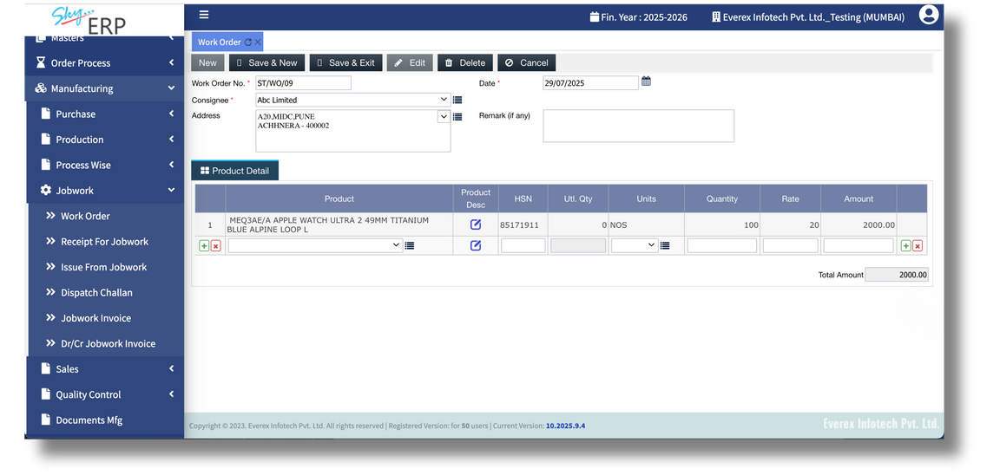 Sky...
ERP
Fin. Year : 2025-2026
Everex Infotech Pvt. Ltd._Testing (MUMBAI)
Masters
Order Process
Manufacturing
Purchase
Production
Process Wise
Jobwork
Work Order
Receipt For Jobwork
Issue From Jobwork
Dispatch Challan
Jobwork Invoice
Dr/Cr Jobwork Invoice
Sales
Quality Control
Documents Mfg
Work Order
New Save & New Save & Exit Edit Delete Cancel
Work Order No. * ST/WO/09 Date * 29/07/2025
Consignee * Abc Limited
Address A20,MIDC,PUNE Remark (if any)
ACHHNERA - 400002
Product Detail
Product Product Desc HSN Utl. Qty Units Quantity Rate Amount
1 MEQ3AE/A APPLE WATCH ULTRA 2 49MM TITANIUM 85171911 0 NOS 100 20 2000.00
BLUE ALPINE LOOP L
Total Amount 2000.00
Copyright © 2023. Everex Infotech Pvt. Ltd. All rights reserved | Registered Version: for 50 users | Current Version: 10.2025.9.4
Everex Infotech Pvt. Ltd.